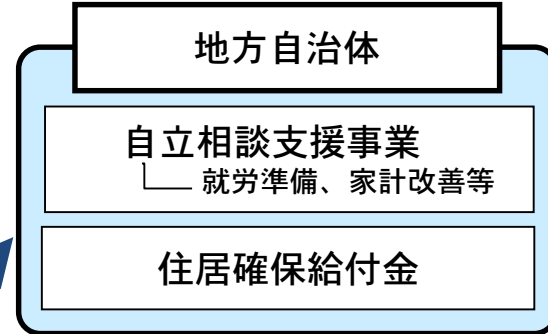 地方自治体
自立相談支援事業
就労準備、家計改善等
住居確保給付金